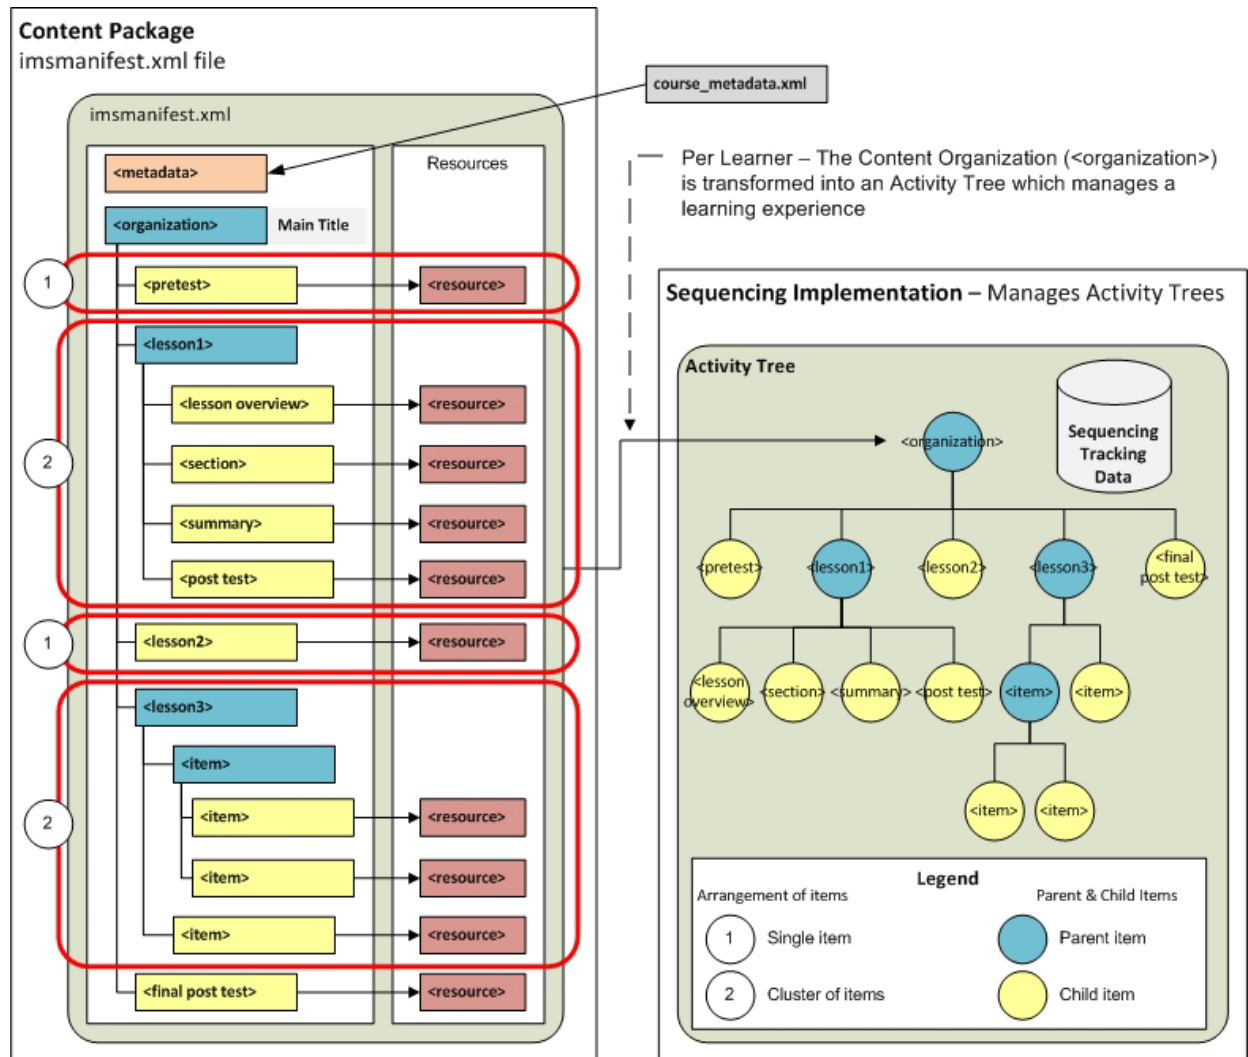 Content Package
imsmanifest.xml file
imsmanifest.xml
<metadata>
<organization>
Main Title
Resources
1
<pretest>
<resource>
2
<lesson1>
<lesson overview>
<resource>
<section>
<resource>
<summary>
<resource>
<post test>
<resource>
1
<lesson2>
<resource>
2
<lesson3>
<item>
<item>
<resource>
<item>
<resource>
<item>
<resource>
<final post test>
<resource>
course_metadata.xml
Per Learner – The Content Organization (<organization>)
is transformed into an Activity Tree which manages a
learning experience
Sequencing Implementation – Manages Activity Trees
Activity Tree
Sequencing
Tracking
Data
<organization>
<pretest>
<lesson1>
<lesson2>
<lesson3>
<final
post test>
<lesson
overview>
<section>
<summary>
<post test>
<item>
<item>
<item>
<item>
Legend
Arrangement of items
Parent & Child Items
1
Single item
Parent item
2
Cluster of items
Child item